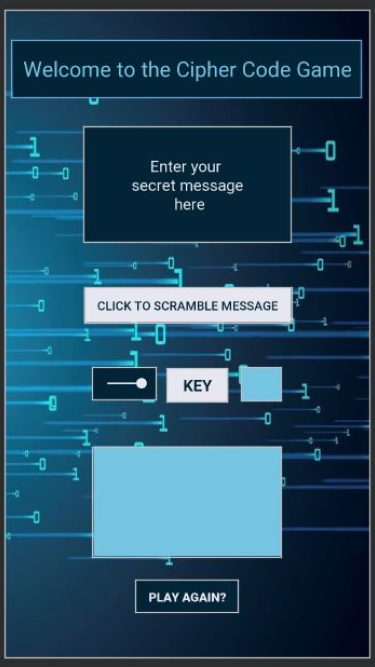 Welcome to the Cipher Code Game
Enter your
secret message
here
CLICK TO SCRAMBLE MESSAGE
KEY
PLAY AGAIN?